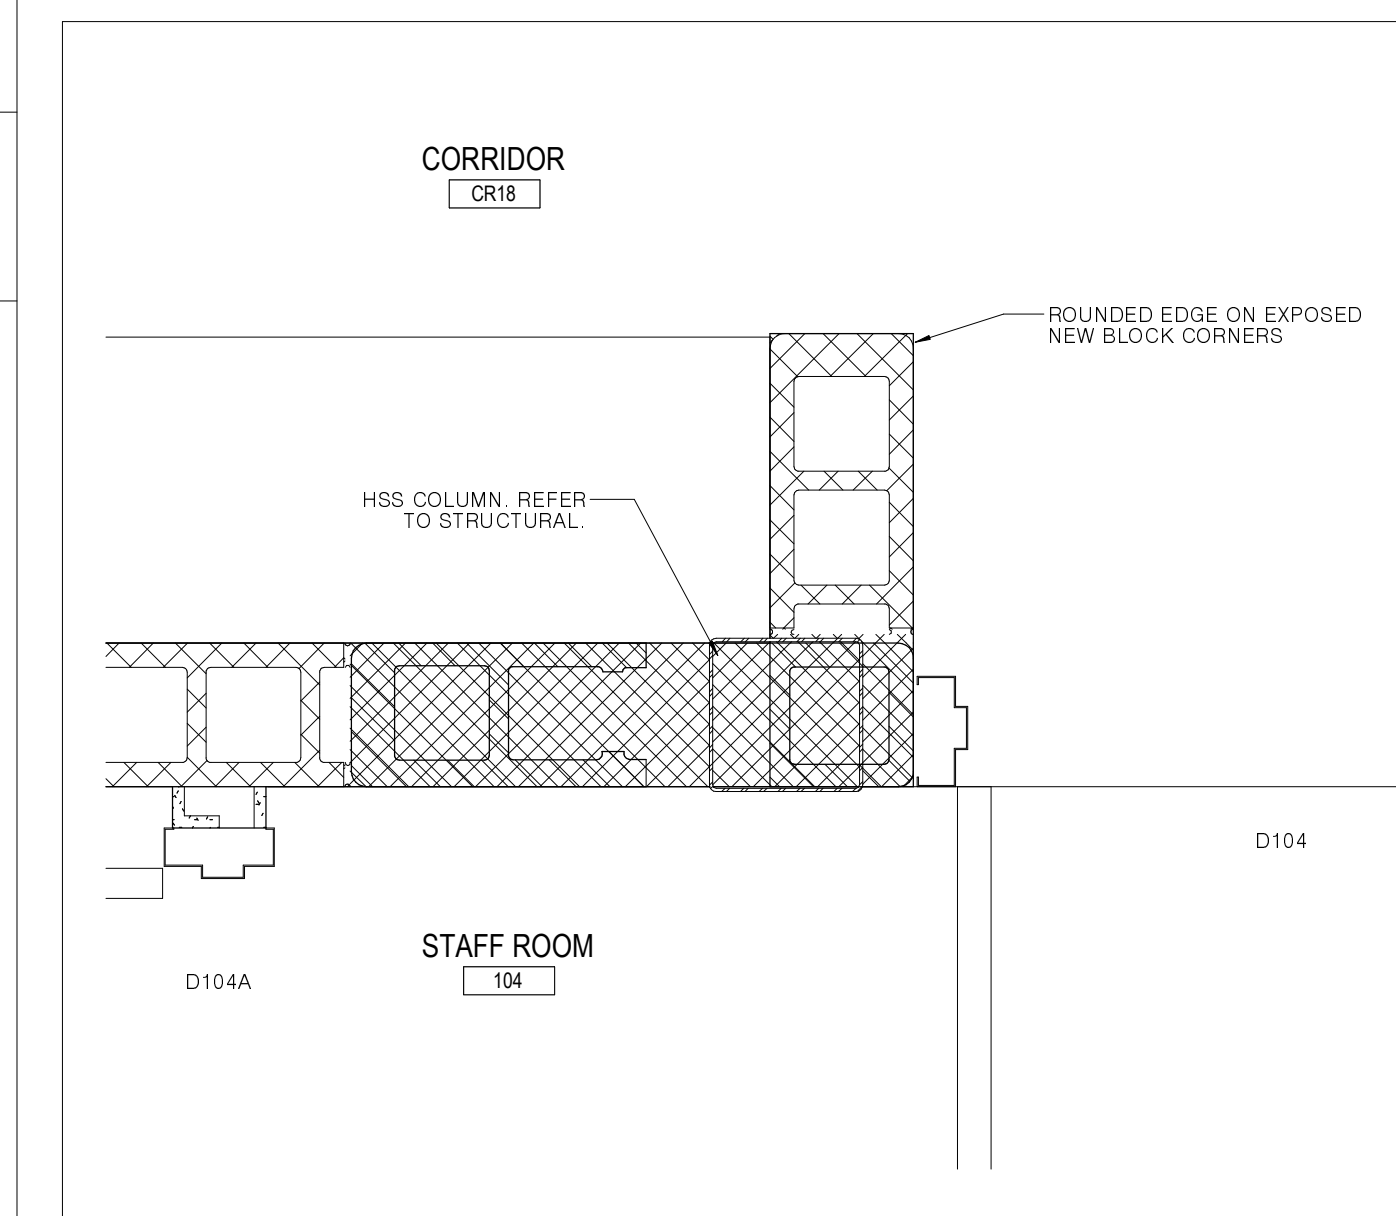 CORRIDOR
CR18
ROUNDED EDGE ON EXPOSED
NEW BLOCK CORNERS
HSS COLUMN. REFER
TO STRUCTURAL.
D104
STAFF ROOM
104
D104A